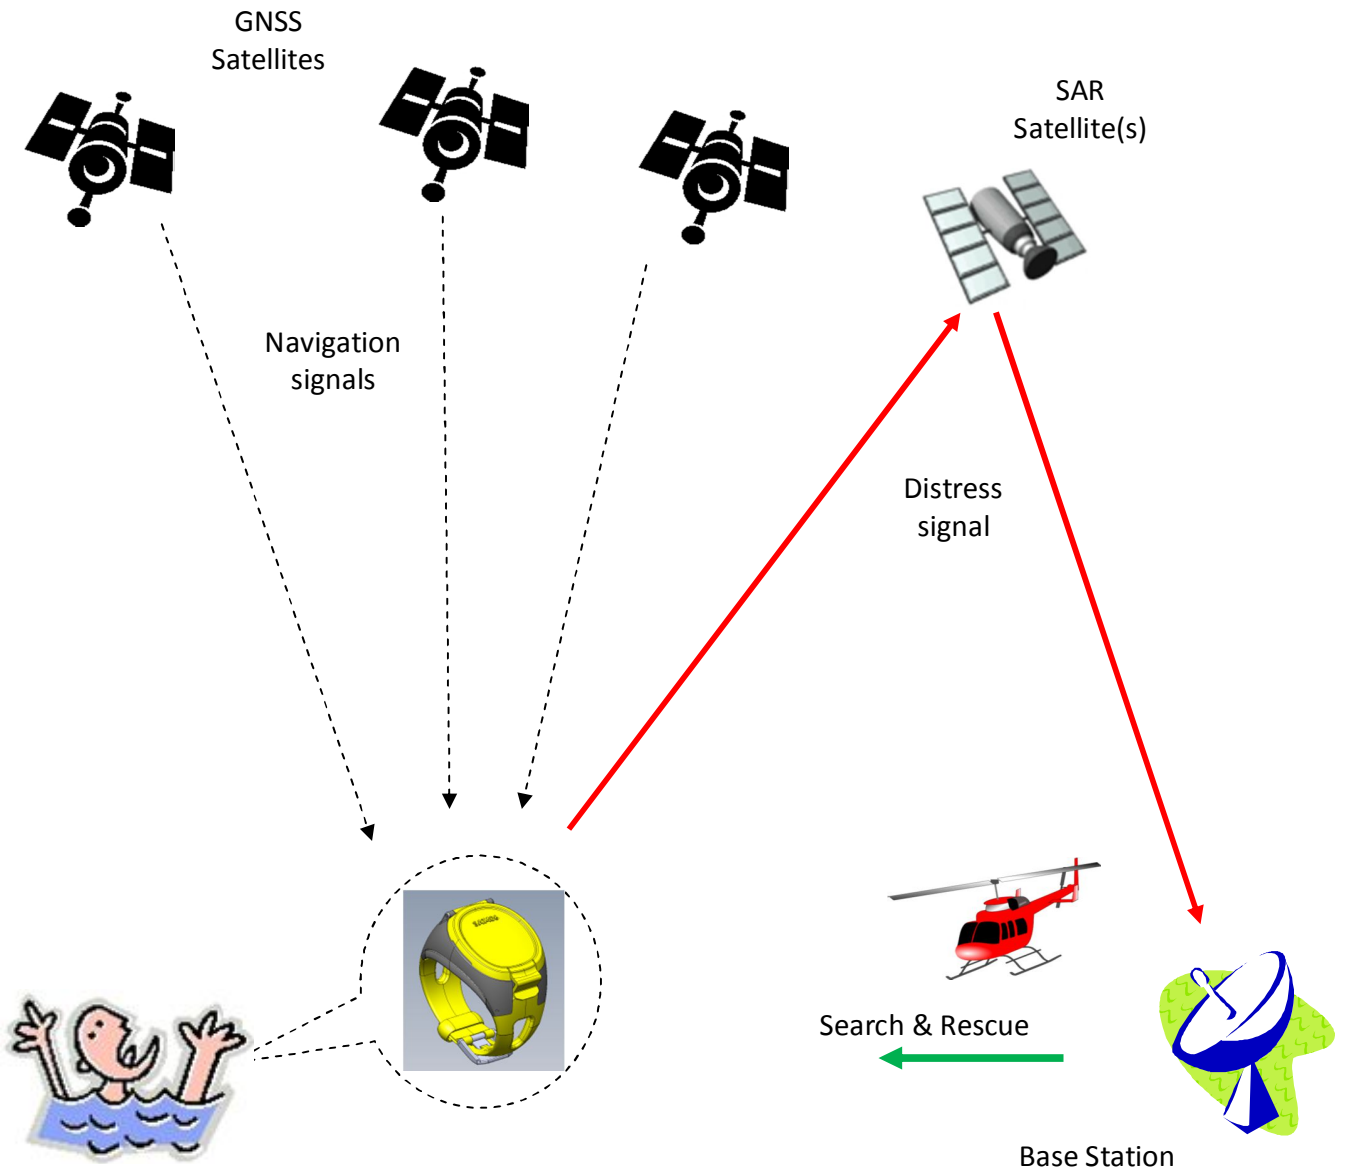 GNSS
Satellites
SAR
Satellite(s)
Navigation
signals
Distress
signal
Search & Rescue
Base Station